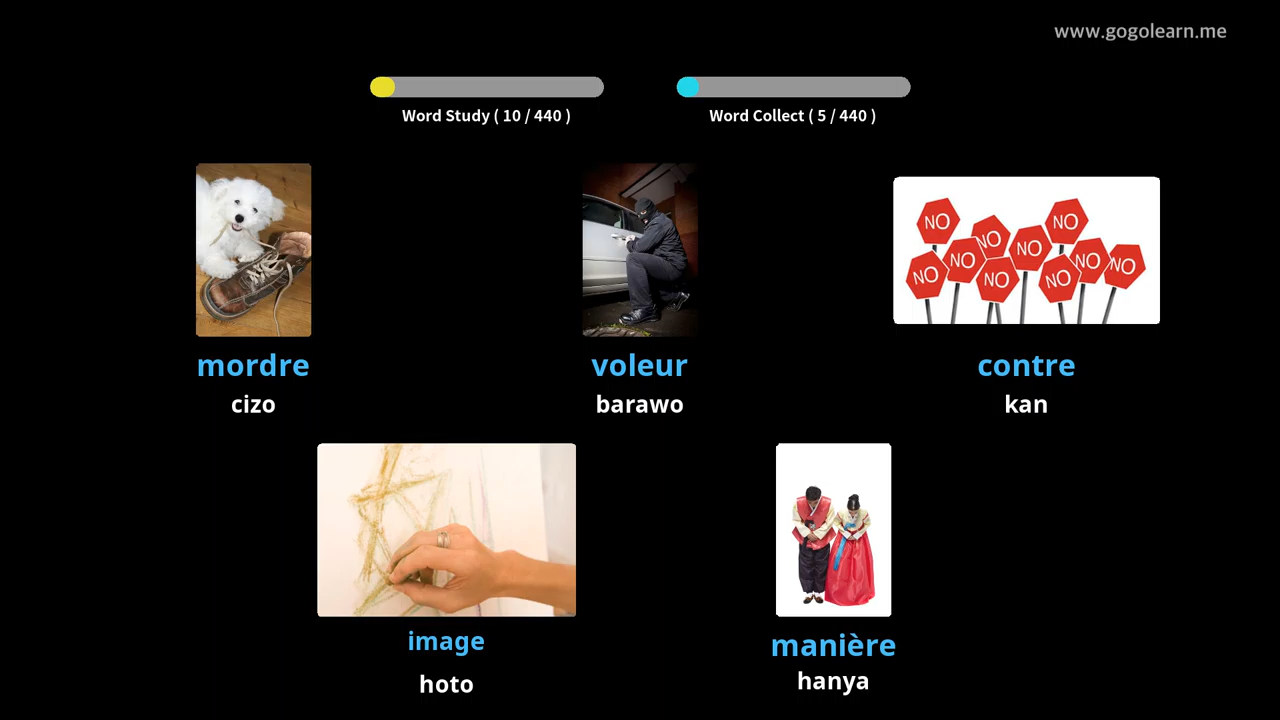 www.gogolearn.me
Word Study ( 10 / 440 )
Word Collect ( 5 / 440 )
NO
NO
NO
NO
NO
NO
NO
NO
NO
NO
mordre
voleur
contre
cizo
barawo
kan
image
manière
hoto
hanya